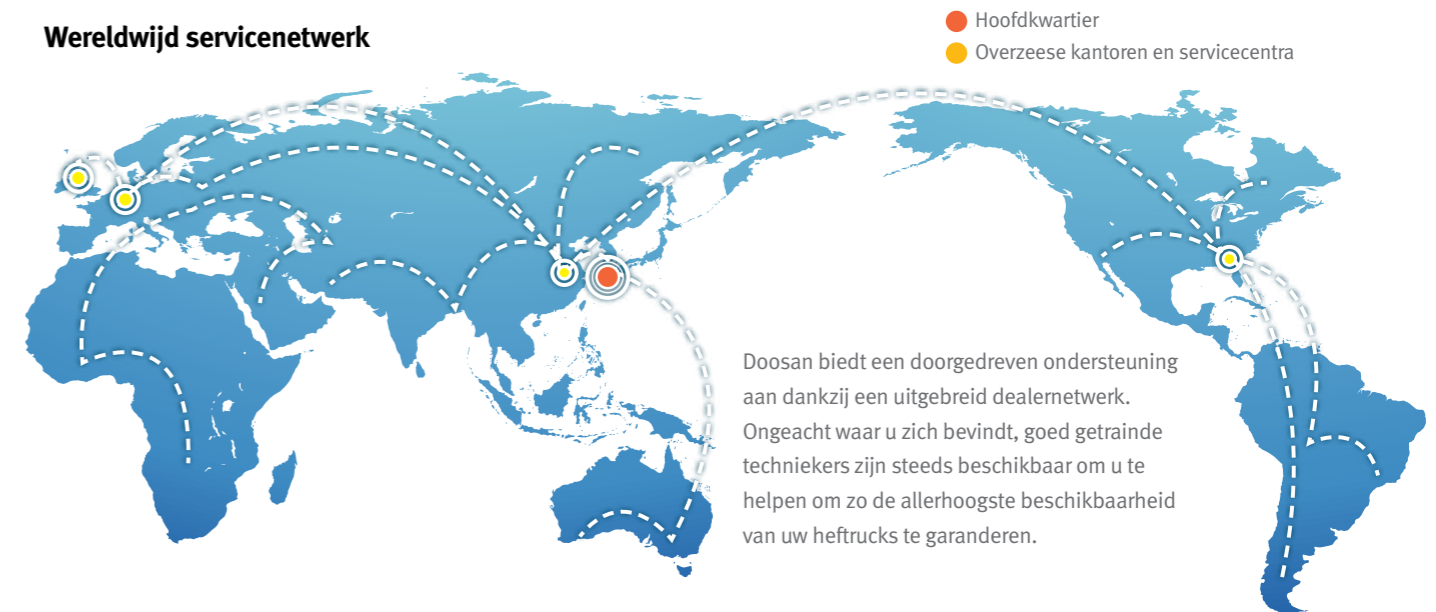 Wereldwijd servicenetwerk
Hoofdkwartier
Overzeese kantoren en servicecentra
Doosan biedt een doorgedreven ondersteuning
aan dankzij een uitgebreid dealernetwerk.
Ongeacht waar u zich bevindt, goed getrainde
techniekers zijn steeds beschikbaar om u te
helpen om zo de allerhoogste beschikbaarheid
van uw heftrucks te garanderen.